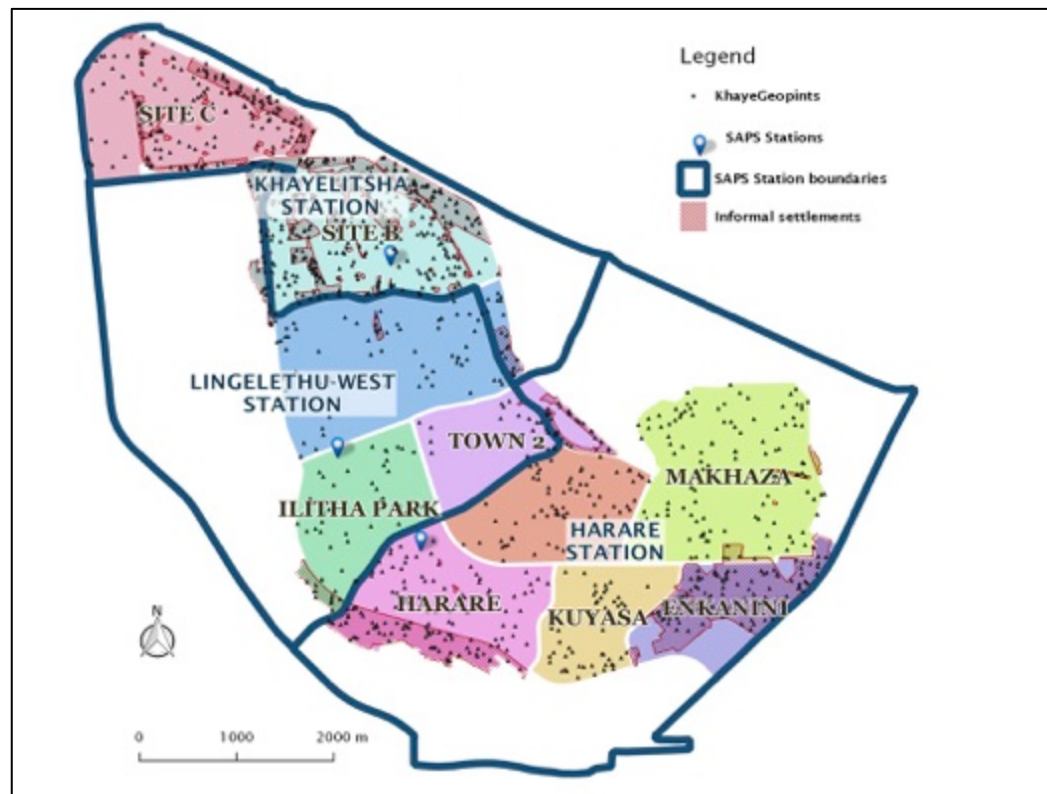 Legend
KhayeGeopints
SAPS Stations
SAPS Station boundaries
Informal settlements
SITE C
KHAYELITSHA
STATION
SITE B
LINGELETHU-WEST
STATION
TOWN 2
MAKHAZA
ILITHA PARK
HARARE
STATION
HARARE
KUYASA
ENKANINI
N
0 1000 2000 m